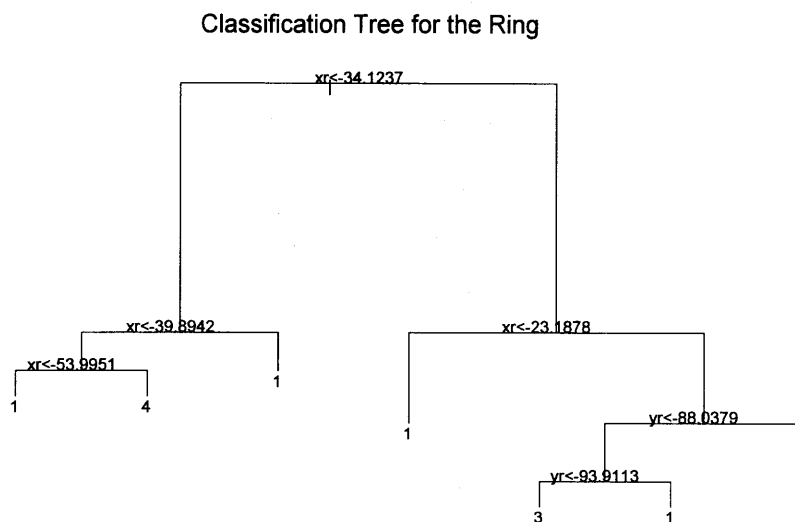 Classification Tree for the Ring
xr<-34.1237
xr<-39.8942
xr<-23.1878
xr<-53.9951
1
1
4
1
yr<-88.0379
yr<-93.9113
3
1